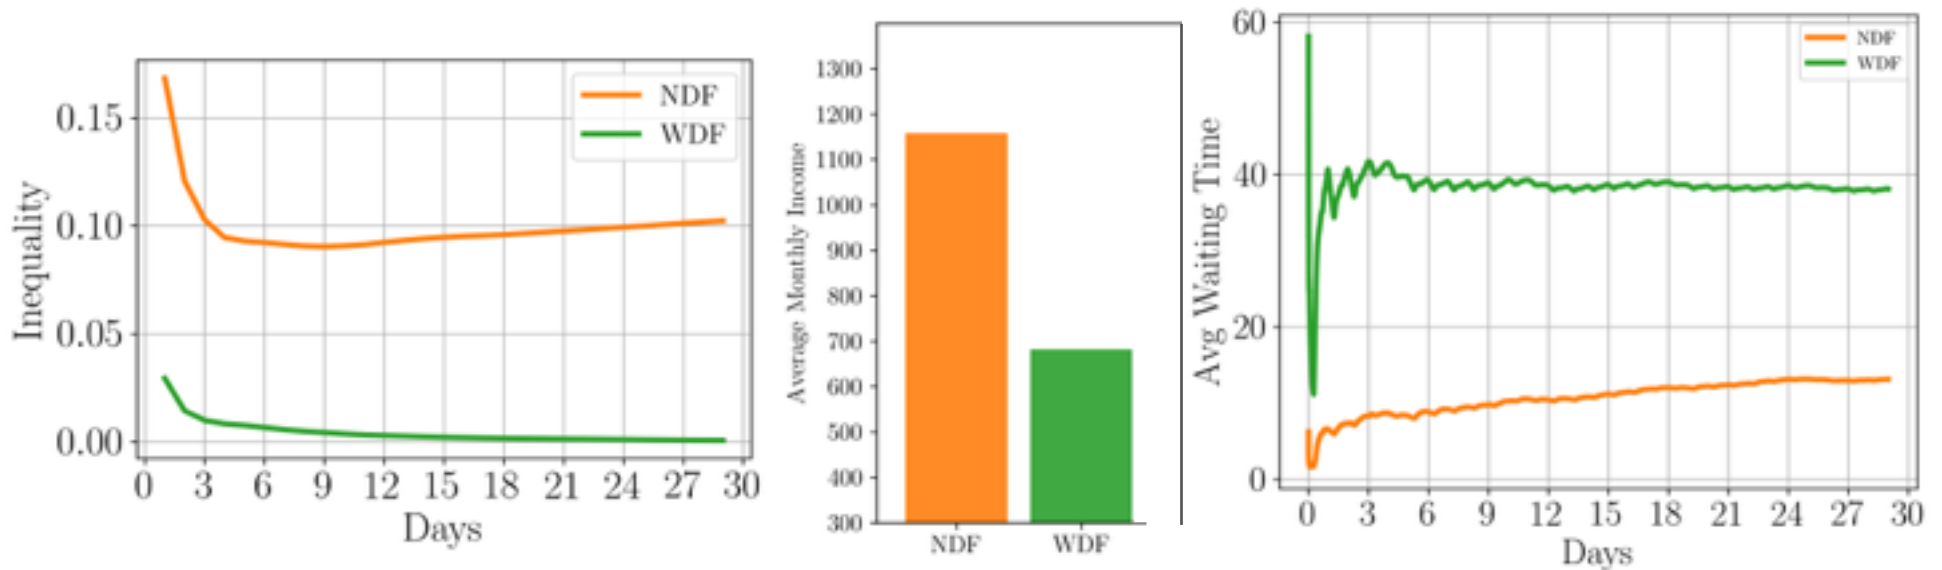 Inequality
0.15
0.10
0.05
0.00
NDF
WDF
0 3 6 9 12 15 18 21 24 27 30
Days
Average Monthly Income
1300
1200
1100
1000
900
800
700
600
500
400
300
NDF WDF
Avg Waiting Time
60
40
20
0
NDF
WDF
0 3 6 9 12 15 18 21 24 27 30
Days